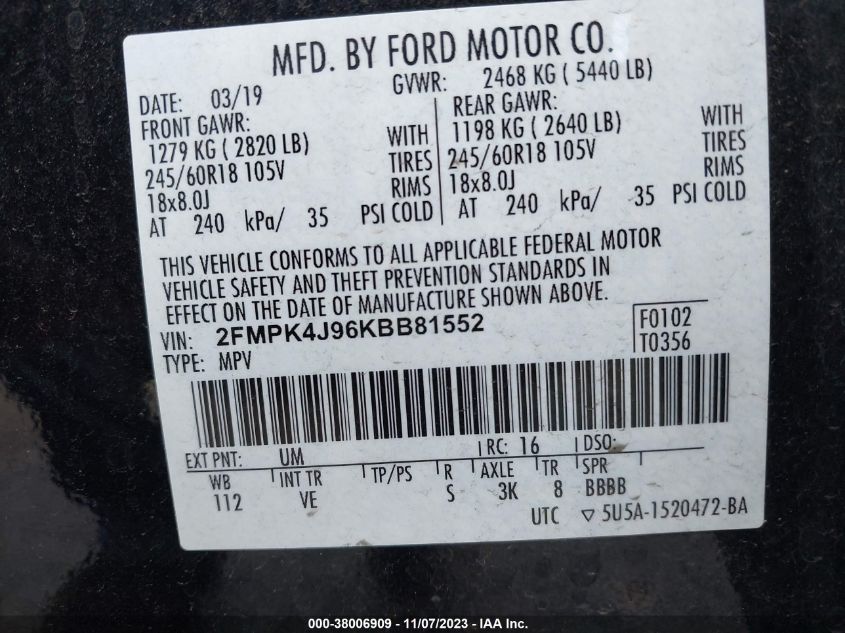 MFD. BY FORD MOTOR CO.
DATE: 03/19 GVWR: 2468 KG ( 5440 LB)
FRONT GAWR: REAR GAWR:
1279 KG ( 2820 LB) WITH 1198 KG ( 2640 LB) WITH
245/60R18 105V TIRES 245/60R18 105V TIRES
18x8.0J RIMS 18x8.0J RIMS
AT 240 kPa/ 35 PSI COLD AT 240 kPa/ 35 PSI COLD
THIS VEHICLE CONFORMS TO ALL APPLICABLE FEDERAL MOTOR
VEHICLE SAFETY AND THEFT PREVENTION STANDARDS IN
EFFECT ON THE DATE OF MANUFACTURE SHOWN ABOVE.
VIN: 2FMPK4J96KBB81552 F0102
TYPE: MPV T0356
EXT PNT: UM RC: 16 DSO:
WB INT TR TP/PS R AXLE TR SPR
112 VE S 3K 8 BBBB
UTC ▽ 5U5A-1520472-BA
000-38006909 - 11/07/2023 - IAA Inc.